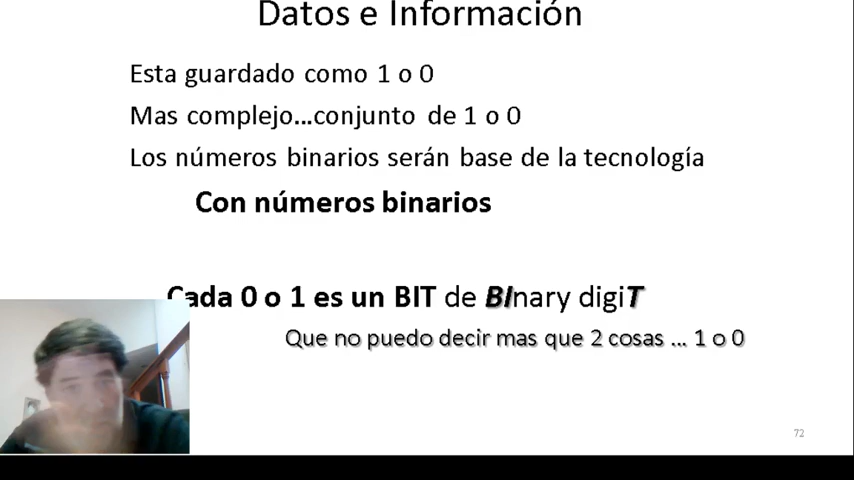 Datos e Información
Esta guardado como 1 o 0
Mas complejo...conjunto de 1 o 0
Los números binarios serán base de la tecnología
Con números binarios
Cada 0 o 1 es un BIT de BInary digiT
Que no puedo decir mas que 2 cosas ... 1 o 0
72